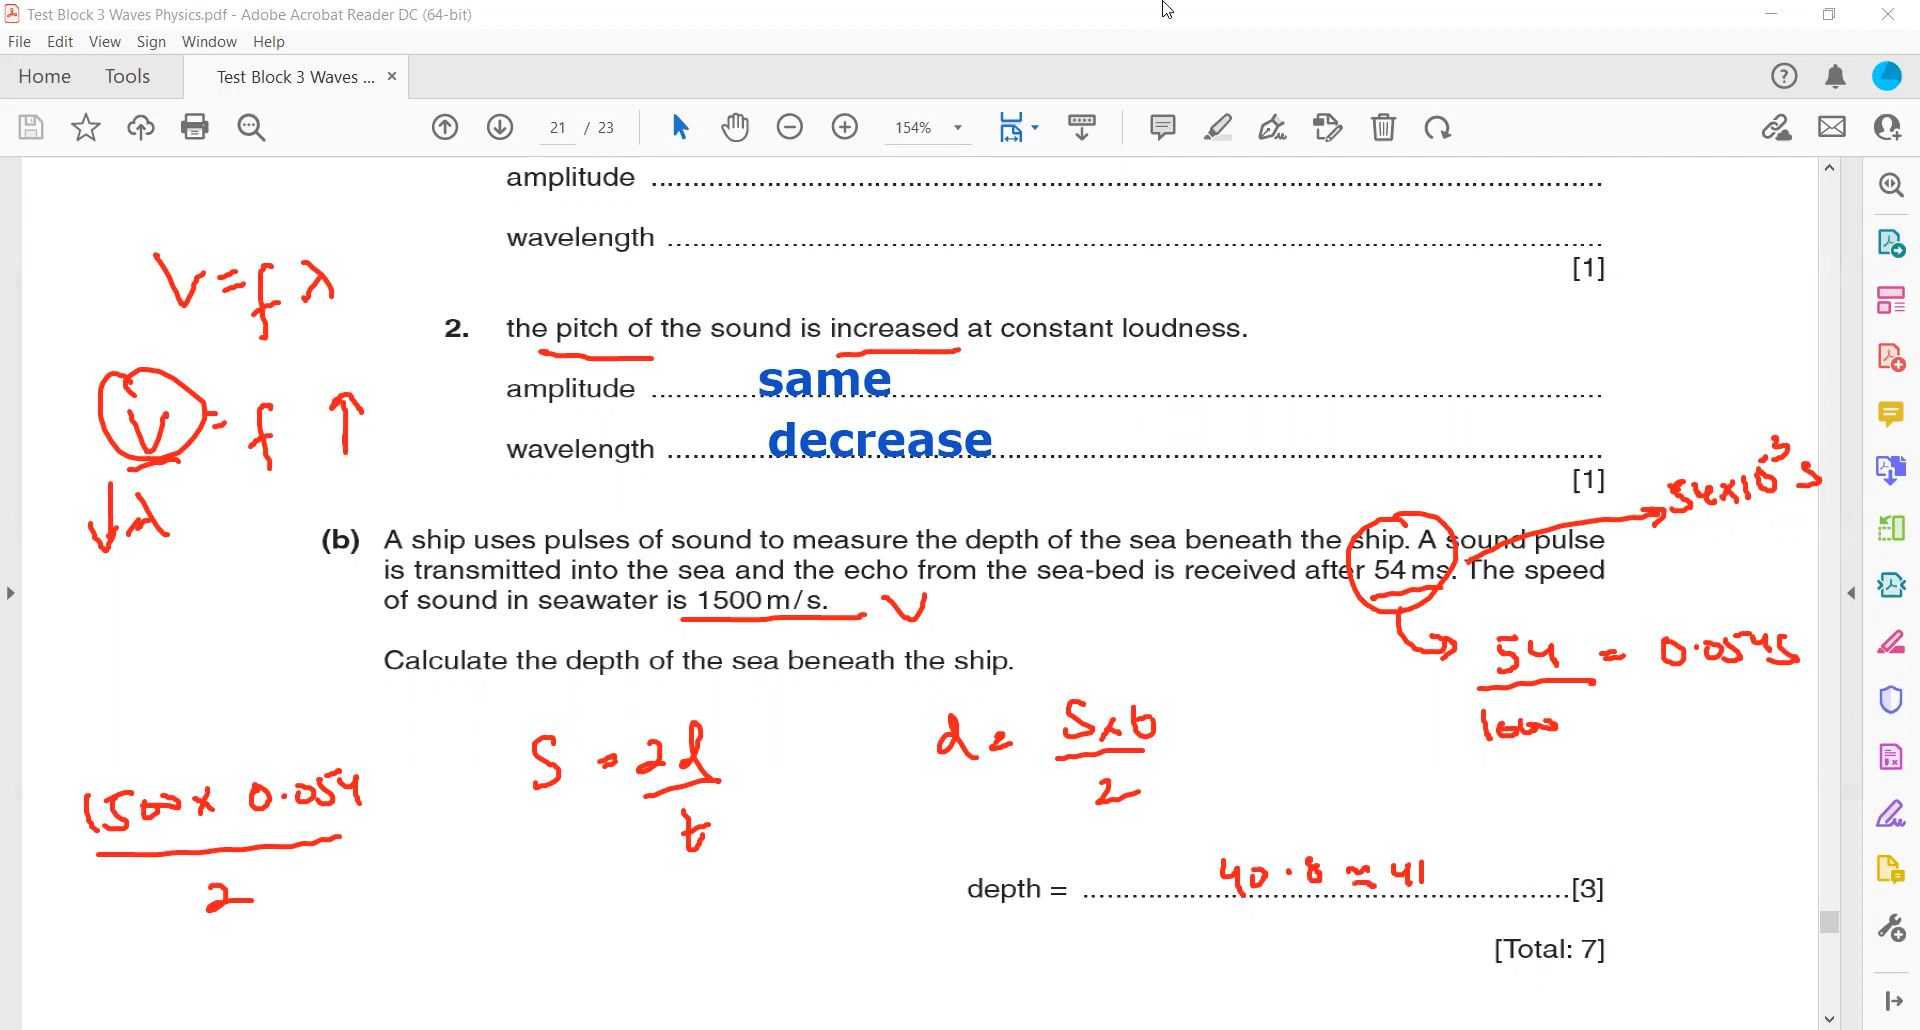 Test Block 3 Waves Physics.pdf - Adobe Acrobat Reader DC (64-bit)
File Edit View Sign Window Help
Home Tools Test Block 3 Waves ... ×
21 / 23 154%
amplitude
wavelength
[1]
V = f λ
2. the pitch of the sound is increased at constant loudness.
amplitude same
V = f ↑
wavelength decrease
[1]
↓λ
54×10⁻³ s
(b) A ship uses pulses of sound to measure the depth of the sea beneath the ship. A sound pulse
is transmitted into the sea and the echo from the sea-bed is received after 54 ms. The speed
of sound in seawater is 1500 m/s. V
54 = 0.054s
1000
Calculate the depth of the sea beneath the ship.
S = 2d
t
d = S×t
2
1500 × 0.054
2
depth = 40.8 ≈ 41 [3]
[Total: 7]